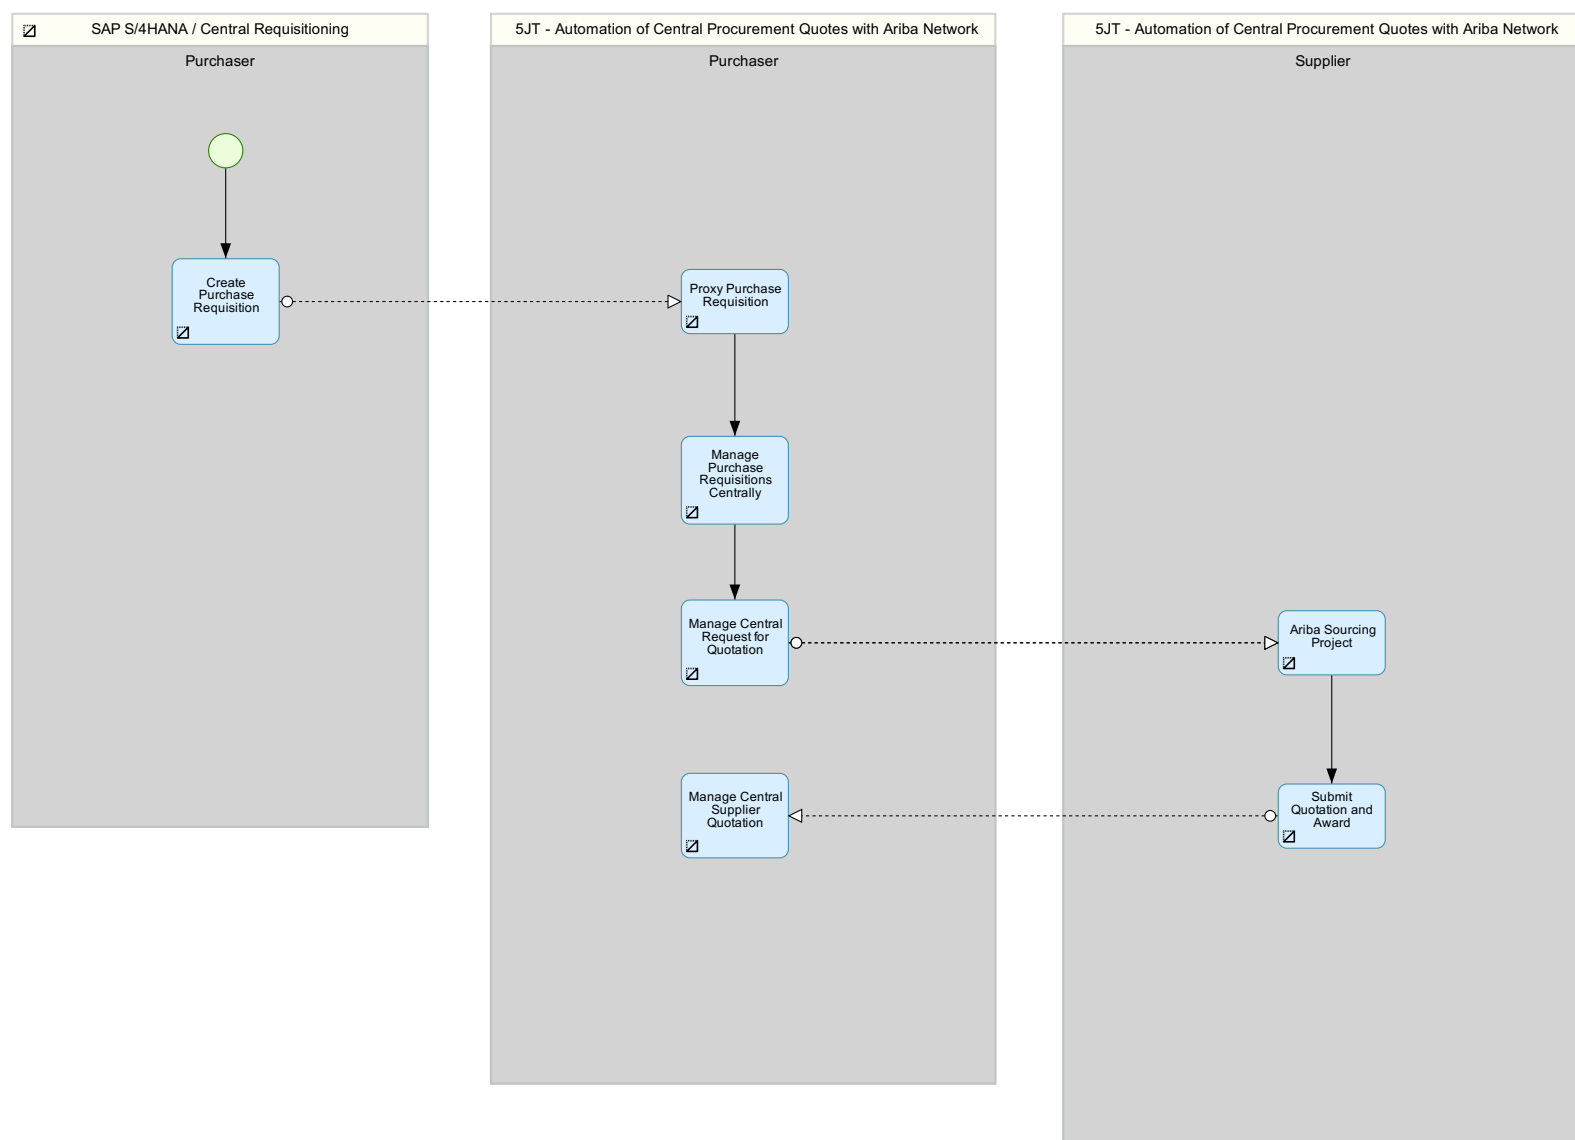 SAP S/4HANA / Central Requisitioning
Purchaser
Create
Purchase
Requisition
5JT - Automation of Central Procurement Quotes with Ariba Network
Purchaser
Proxy Purchase
Requisition
Manage
Purchase
Requisitions
Centrally
Manage Central
Request for
Quotation
Manage Central
Supplier
Quotation
5JT - Automation of Central Procurement Quotes with Ariba Network
Supplier
Ariba Sourcing
Project
Submit
Quotation and
Award